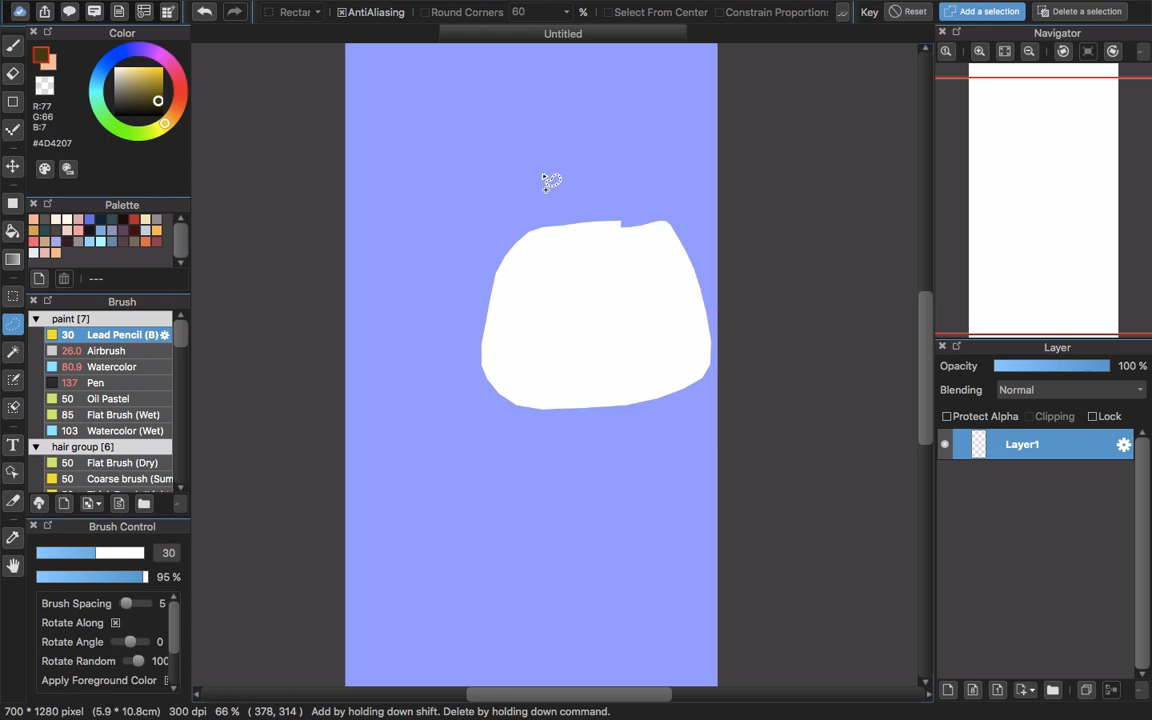 Rectar
AntiAliasing
Round Corners
60
%
Select From Center
Constrain Proportion:
Key
Reset
Add a selection
Delete a selection
Color
Untitled
Navigator
R:77
G:66
B:7
#4D4207
Palette
---
Brush
paint [7]
30 Lead Pencil (B)
26.0 Airbrush
80.9 Watercolor
137 Pen
50 Oil Pastel
85 Flat Brush (Wet)
103 Watercolor (Wet)
hair group [6]
50 Flat Brush (Dry)
50 Coarse brush (Sum
Brush Control
30
95 %
Brush Spacing 5
Rotate Along
Rotate Angle 0
Rotate Random 100
Apply Foreground Color
Layer
Opacity 100 %
Blending Normal
Protect Alpha Clipping Lock
Layer1
T
700 * 1280 pixel (5.9 * 10.8cm) 300 dpi 66 % ( 378, 314 ) Add by holding down shift. Delete by holding down command.